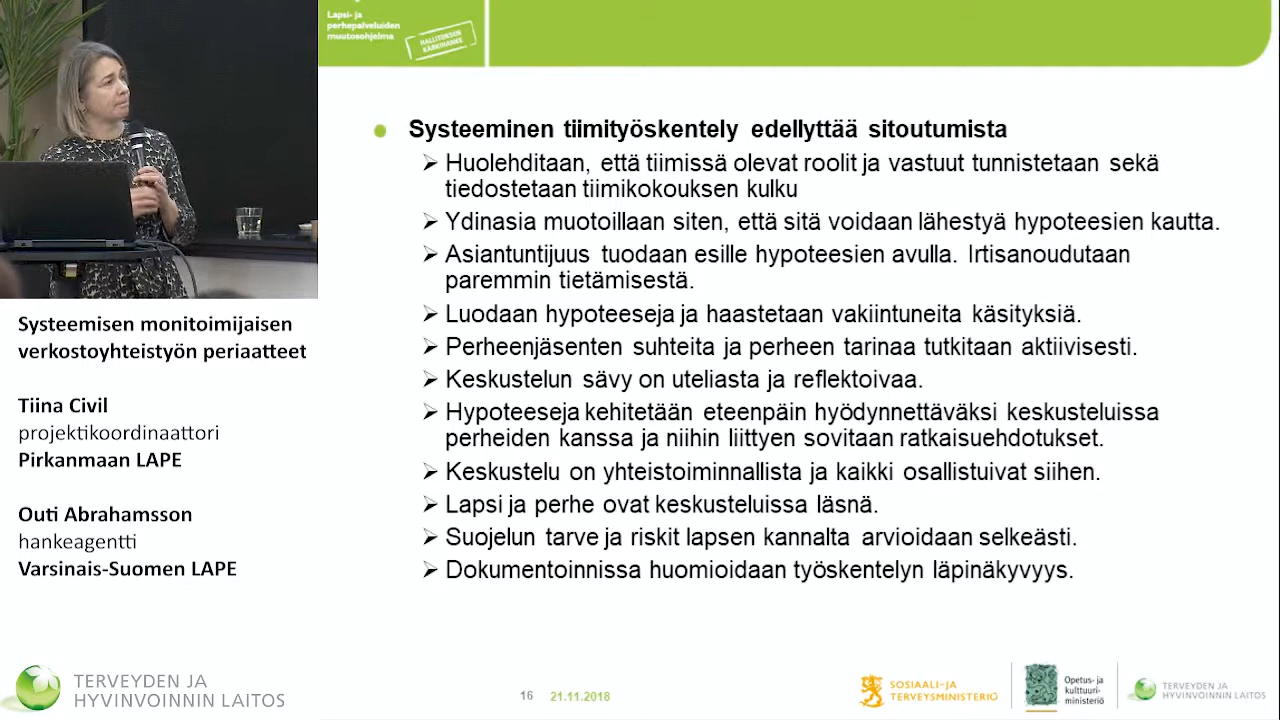 Lapsi- ja
perhepalveluiden
muutosohjelma
HALLITUKSEN
KÄRKIHANKE
Systeeminen tiimityöskentely edellyttää sitoutumista
Huolehditaan, että tiimissä olevat roolit ja vastuut tunnistetaan sekä
tiedostetaan tiimikokouksen kulku
Ydinasia muotoillaan siten, että sitä voidaan lähestyä hypoteesien kautta.
Asiantuntijuus tuodaan esille hypoteesien avulla. Irtisanoudutaan
paremmin tietämisestä.
Luodaan hypoteeseja ja haastetaan vakiintuneita käsityksiä.
Perheenjäsenten suhteita ja perheen tarinaa tutkitaan aktiivisesti.
Keskustelun sävy on uteliasta ja reflektoivaa.
Hypoteeseja kehitetään eteenpäin hyödynnettäväksi keskusteluissa
perheiden kanssa ja niihin liittyen sovitaan ratkaisuehdotukset.
Keskustelu on yhteistoiminnallista ja kaikki osallistuivat siihen.
Lapsi ja perhe ovat keskusteluissa läsnä.
Suojelun tarve ja riskit lapsen kannalta arvioidaan selkeästi.
Dokumentoinnissa huomioidaan työskentelyn läpinäkyvyys.
Systeemisen monitoimijaisen
verkostoyhteistyön periaatteet
Tiina Civil
projektikoordinaattori
Pirkanmaan LAPE
Outi Abrahamsson
hankeagentti
Varsinais-Suomen LAPE
TERVEYDEN JA
HYVINVOINNIN LAITOS
16 21.11.2018
SOSIAALI- JA
TERVEYSMINISTERIÖ
Opetus- ja
kulttuuri-
ministeriö
TERVEYDEN JA
HYVINVOINNIN LAITOS